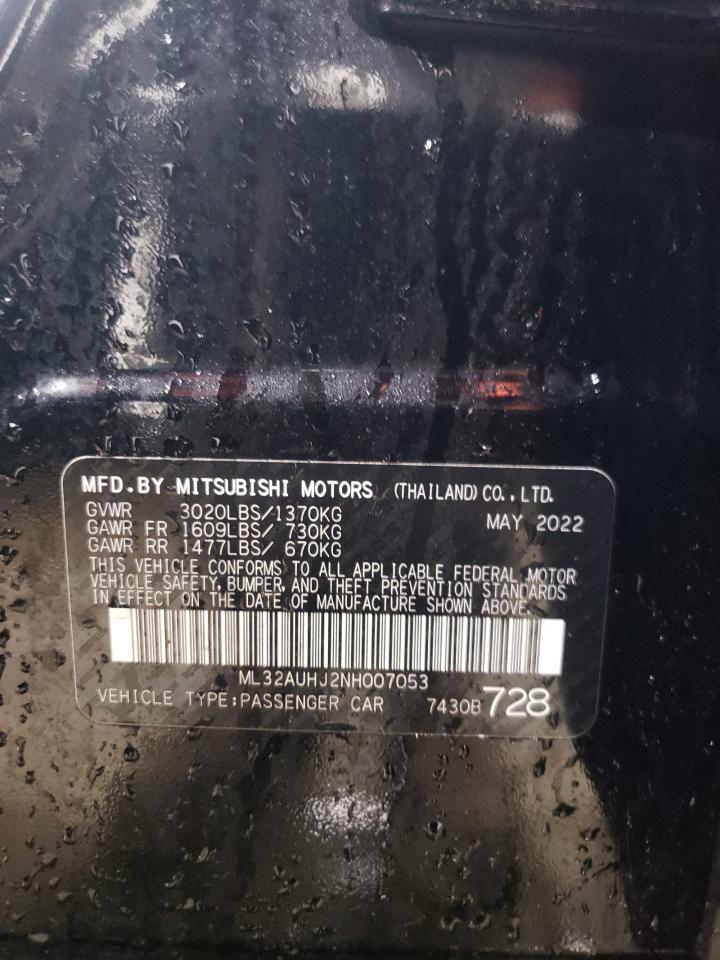 MFD.BY MITSUBISHI MOTORS (THAILAND) CO., LTD.
GVWR 3020LBS/1370KG MAY 2022
GAWR FR 1609LBS/ 730KG
GAWR RR 1477LBS/ 670KG
THIS VEHICLE CONFORMS TO ALL APPLICABLE FEDERAL MOTOR
VEHICLE SAFETY, BUMPER, AND THEFT PREVENTION STANDARDS
IN EFFECT ON THE DATE OF MANUFACTURE SHOWN ABOVE.
ML32AUHJ2NH007053
VEHICLE TYPE:PASSENGER CAR 7430B728